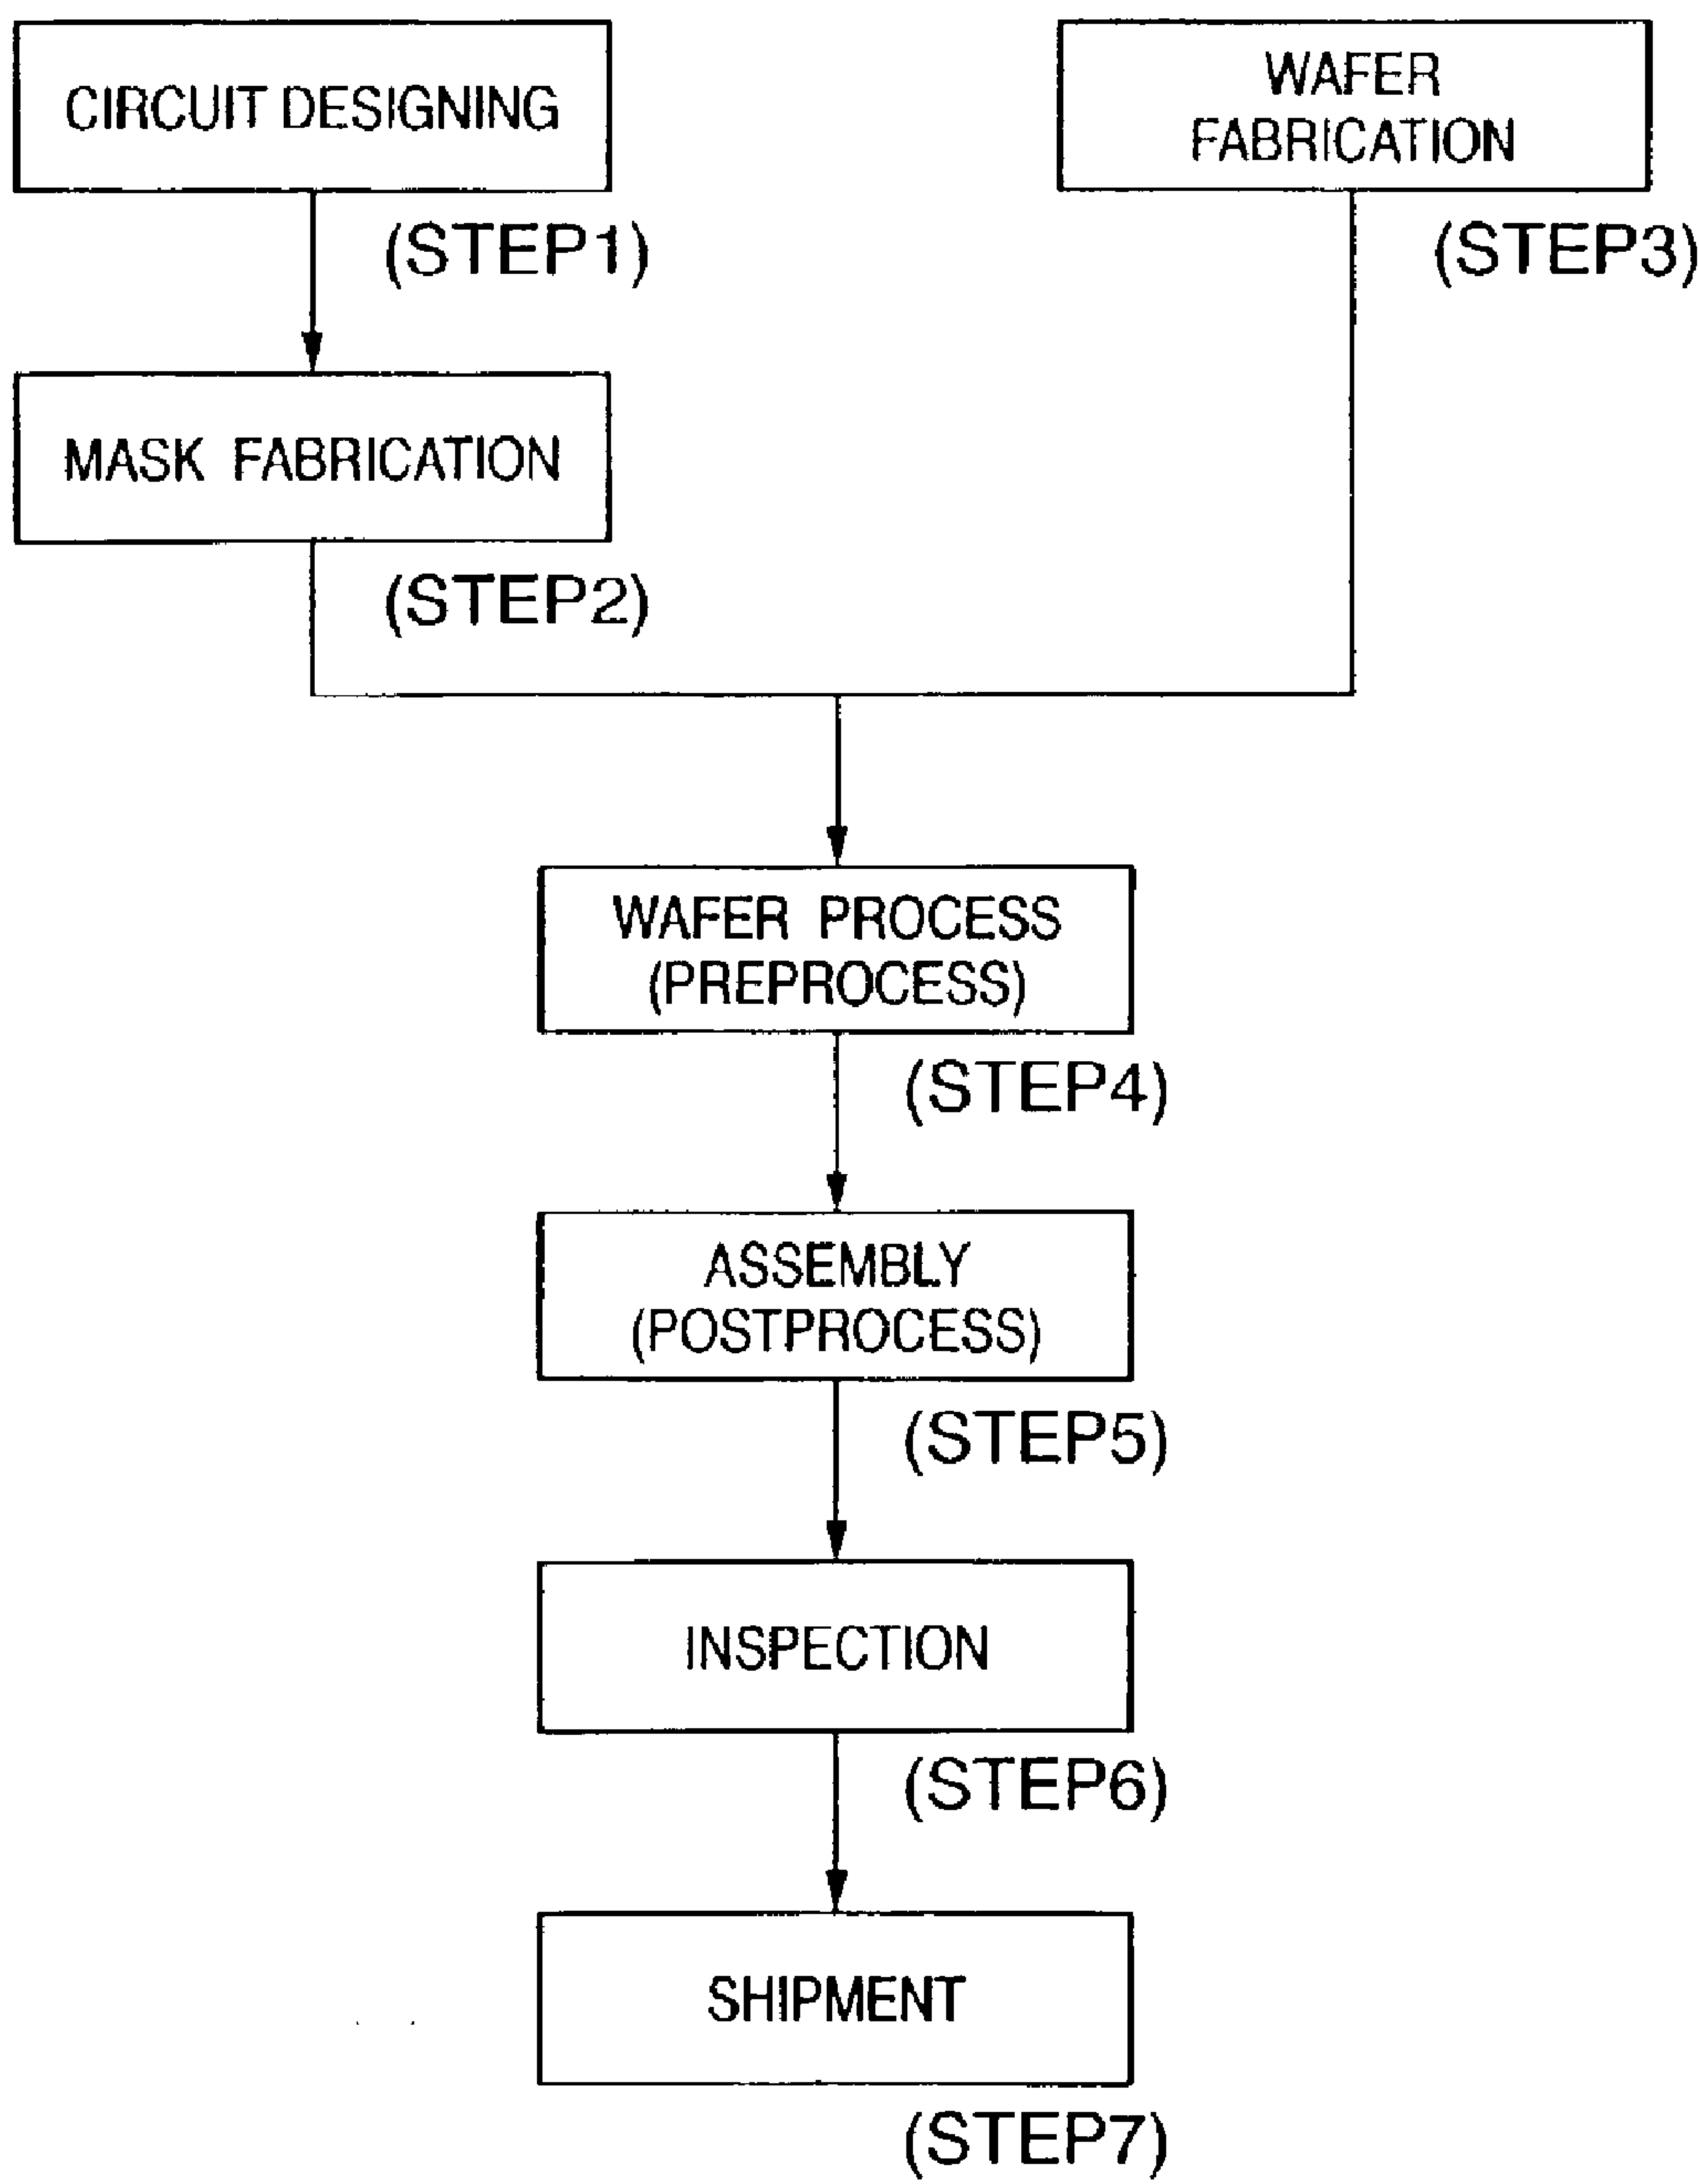 CIRCUIT DESIGNING
(STEP1)
MASK FABRICATION
(STEP2)
WAFER
FABRICATION
(STEP3)
WAFER PROCESS
(PREPROCESS)
(STEP4)
ASSEMBLY
(POSTPROCESS)
(STEP5)
INSPECTION
(STEP6)
SHIPMENT
(STEP7)